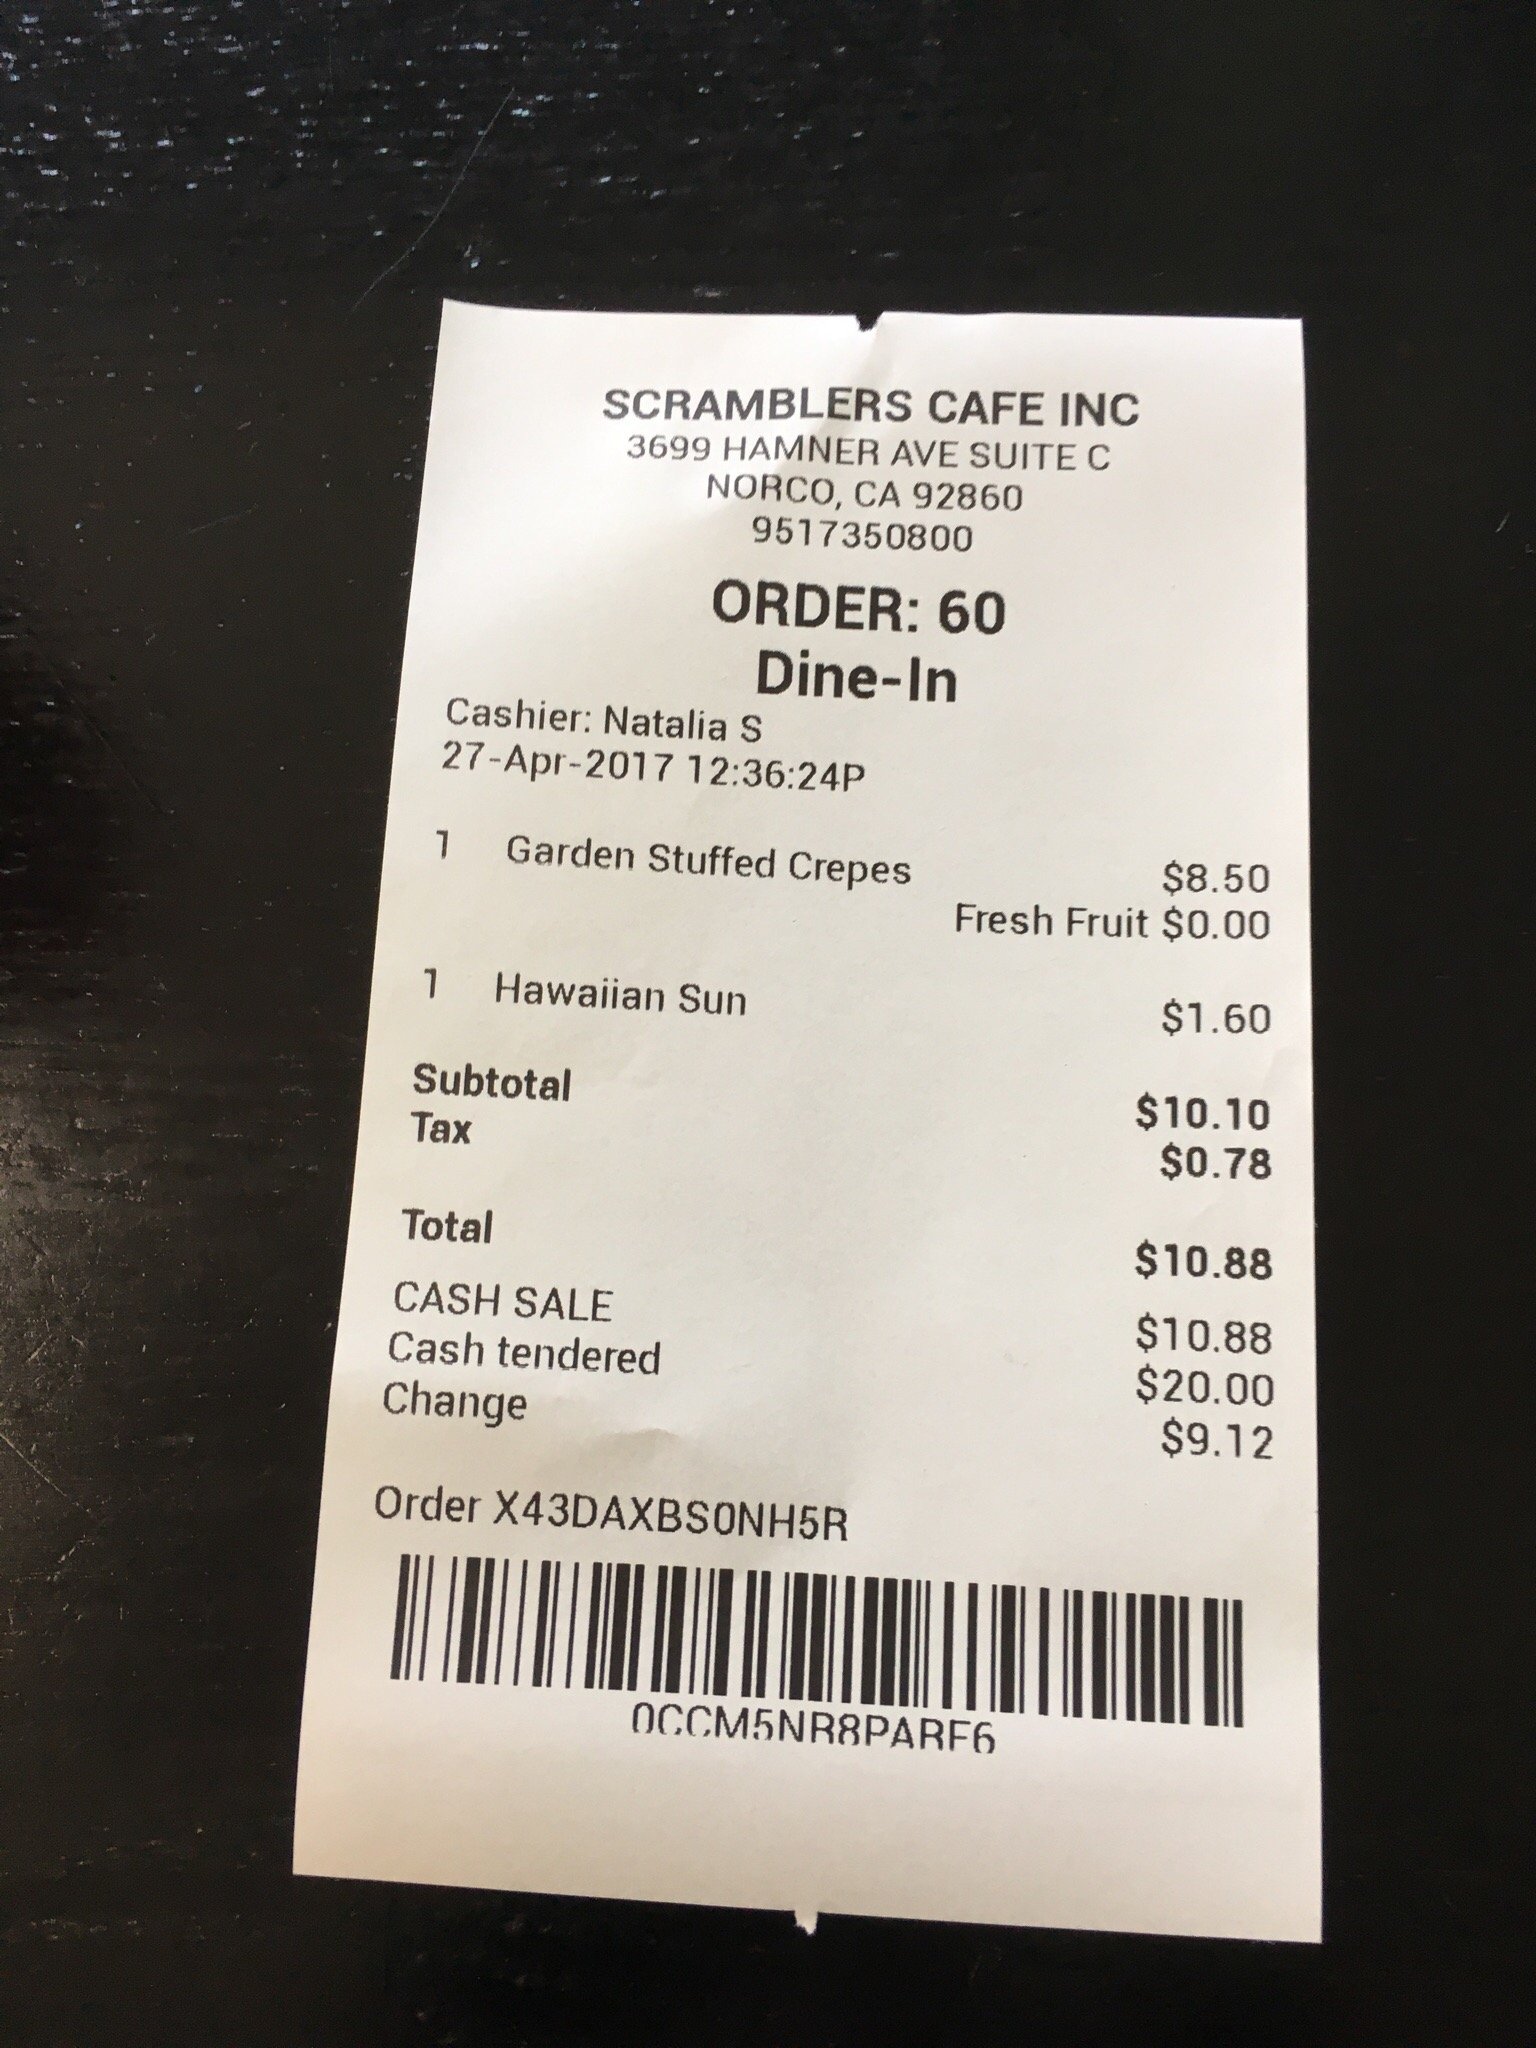 SCRAMBLERS CAFE INC
3699 HAMNER AVE SUITE C
NORCO, CA 92860
9517350800
ORDER: 60
Dine-In
Cashier: Natalia S
27-Apr-2017 12:36:24P
1 Garden Stuffed Crepes $8.50
Fresh Fruit $0.00
1 Hawaiian Sun $1.60
Subtotal $10.10
Tax $0.78
Total $10.88
CASH SALE $10.88
Cash tendered $20.00
Change $9.12
Order X43DAXBS0NH5R